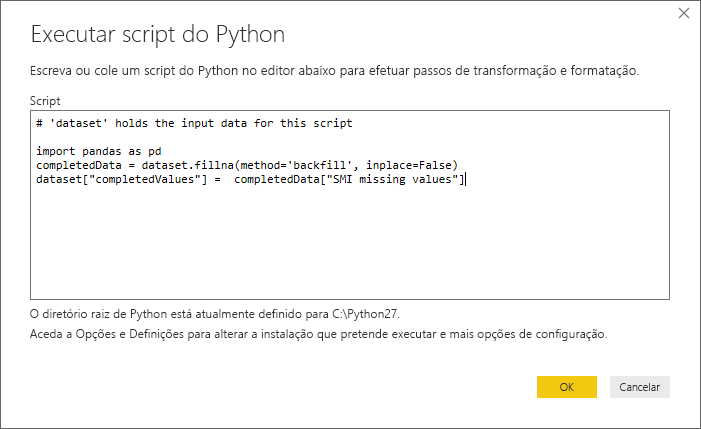 Executar script do Python
Escreva ou cole um script do Python no editor abaixo para efetuar passos de transformação e formatação.
Script
# 'dataset' holds the input data for this script
import pandas as pd
completedData = dataset.fillna(method='backfill', inplace=False)
dataset["completedValues"] =  completedData["SMI missing values"]
O diretório raiz de Python está atualmente definido para C:\Python27.
Aceda a Opções e Definições para alterar a instalação que pretende executar e mais opções de configuração.
OK
Cancelar